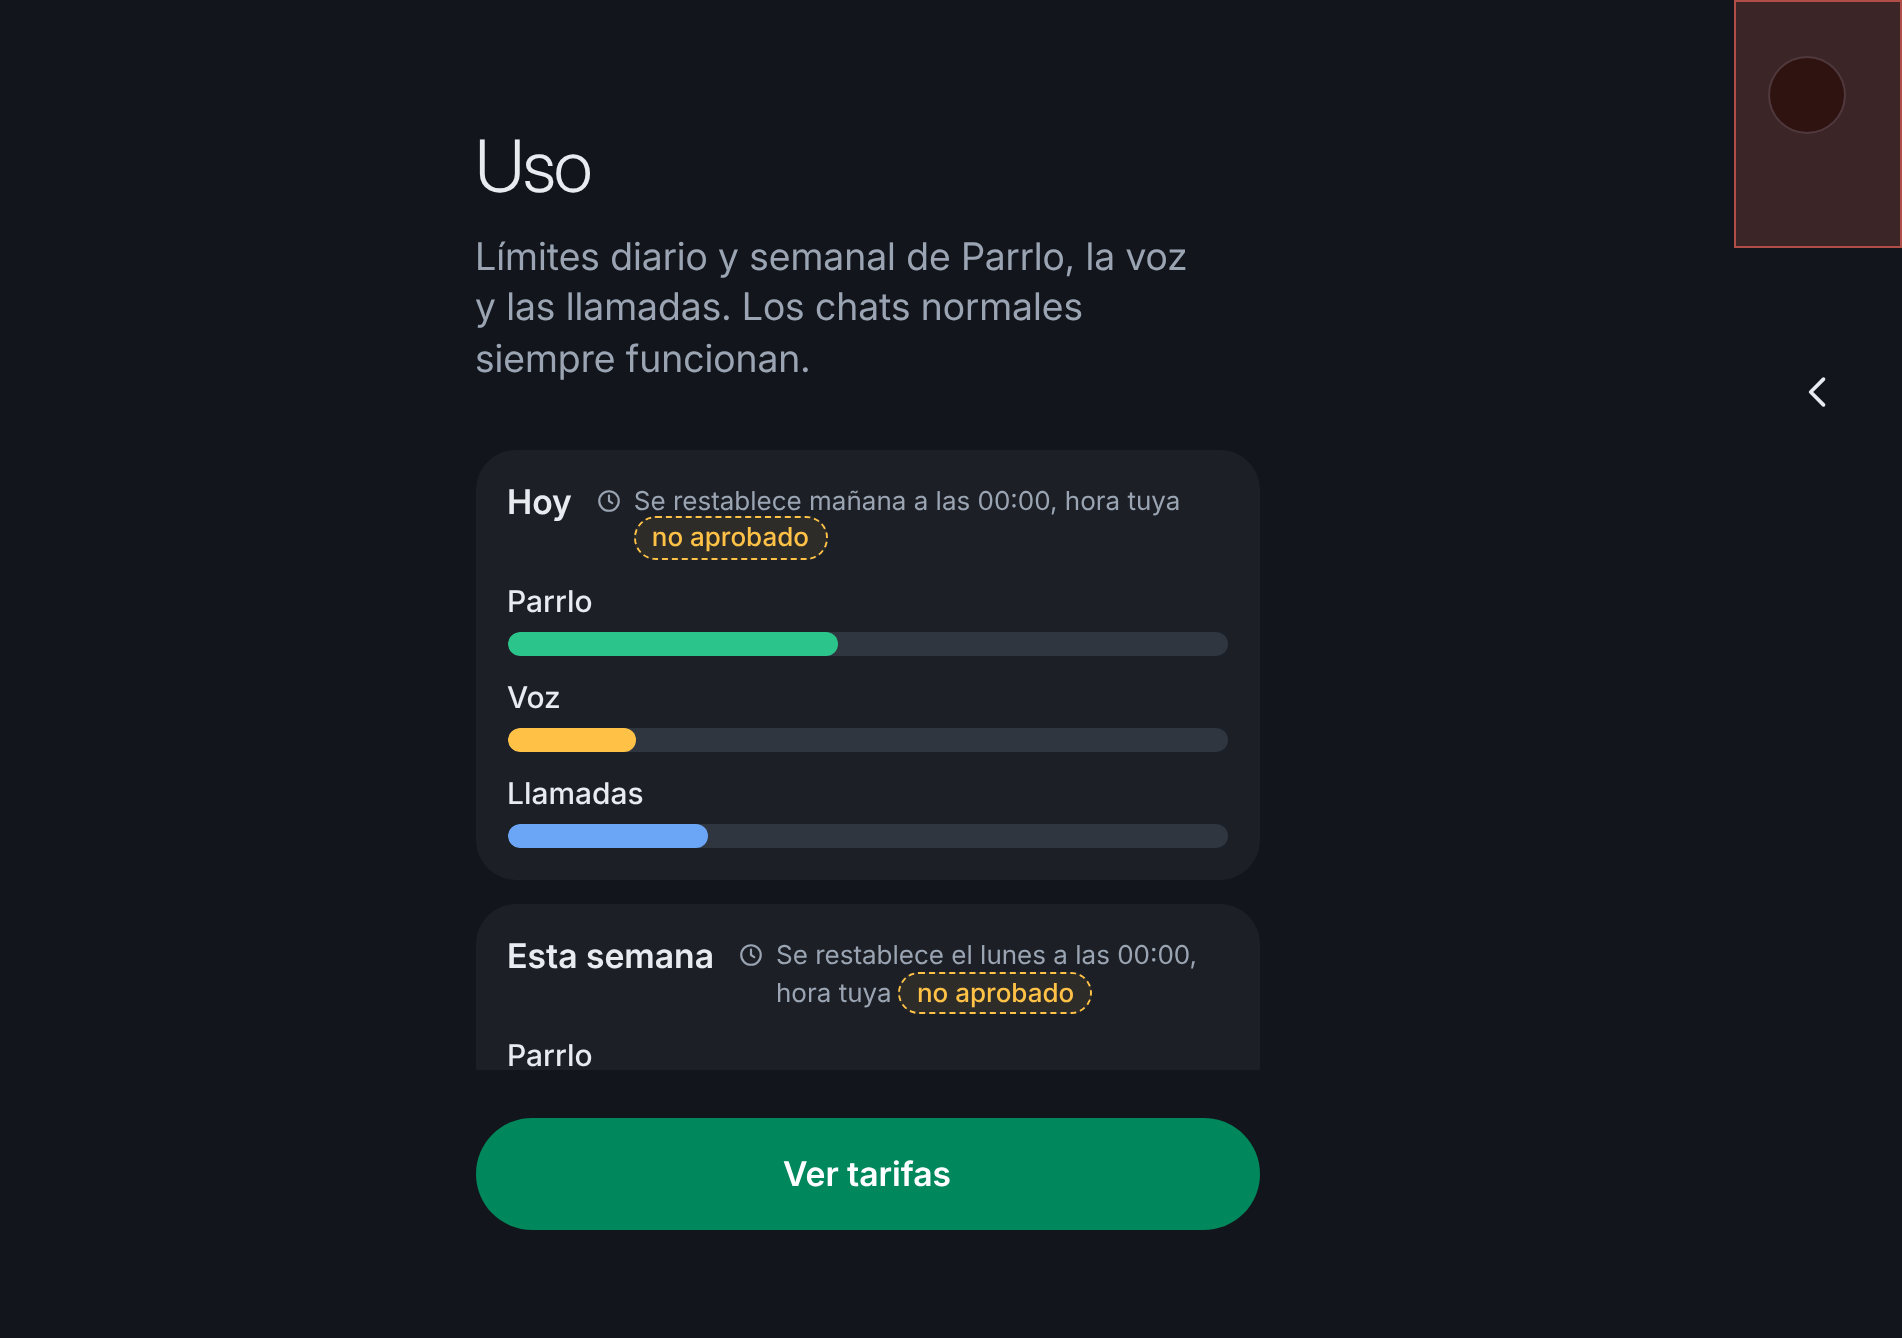 Uso
Límites diario y semanal de Parrlo, la voz
y las llamadas. Los chats normales
siempre funcionan.
Hoy Se restablece mañana a las 00:00, hora tuya
no aprobado
Parrlo
Voz
Llamadas
Esta semana Se restablece el lunes a las 00:00,
hora tuya no aprobado
Parrlo
Ver tarifas